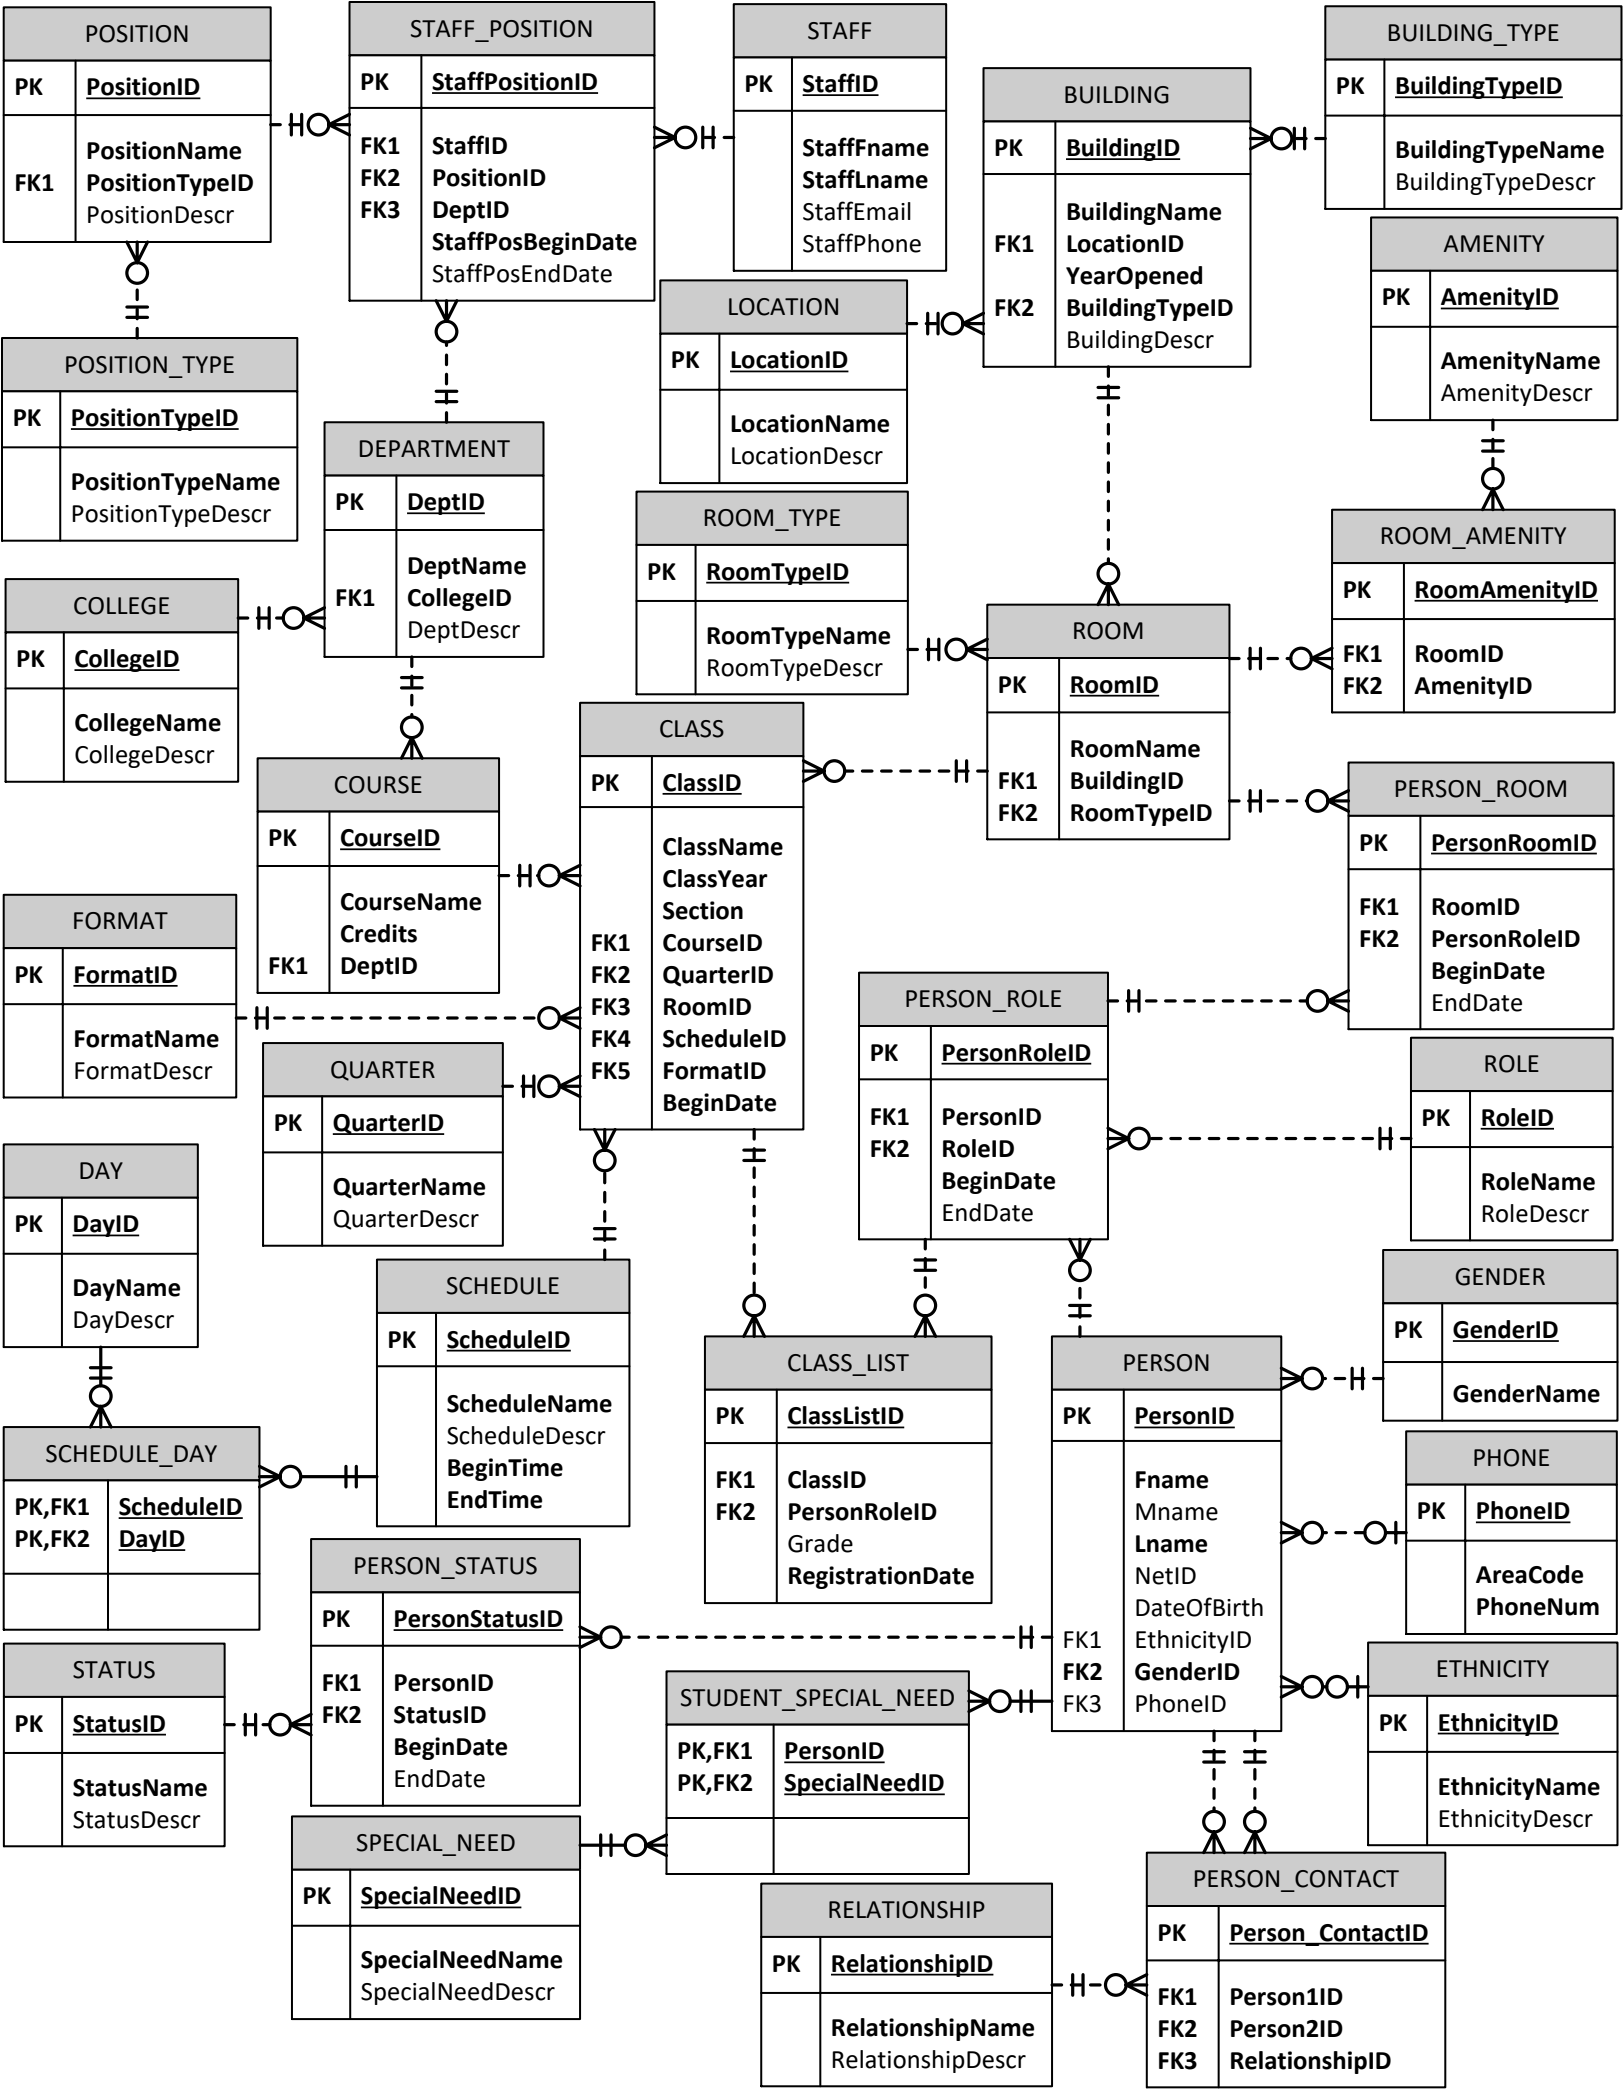 POSITION
PK PositionID
PositionName
FK1 PositionTypeID
PositionDescr
STAFF_POSITION
PK StaffPositionID
FK1 StaffID
FK2 PositionID
FK3 DeptID
StaffPosBeginDate
StaffPosEndDate
STAFF
PK StaffID
StaffFname
StaffLname
StaffEmail
StaffPhone
BUILDING
PK BuildingID
BuildingName
FK1 LocationID
YearOpened
FK2 BuildingTypeID
BuildingDescr
BUILDING_TYPE
PK BuildingTypeID
BuildingTypeName
BuildingTypeDescr
AMENITY
PK AmenityID
AmenityName
AmenityDescr
LOCATION
PK LocationID
LocationName
LocationDescr
POSITION_TYPE
PK PositionTypeID
PositionTypeName
PositionTypeDescr
DEPARTMENT
PK DeptID
DeptName
FK1 CollegeID
DeptDescr
ROOM_TYPE
PK RoomTypeID
RoomTypeName
RoomTypeDescr
ROOM_AMENITY
PK RoomAmenityID
FK1 RoomID
FK2 AmenityID
COLLEGE
PK CollegeID
CollegeName
CollegeDescr
ROOM
PK RoomID
RoomName
FK1 BuildingID
FK2 RoomTypeID
CLASS
PK ClassID
ClassName
ClassYear
Section
FK1 CourseID
FK2 QuarterID
FK3 RoomID
FK4 ScheduleID
FK5 FormatID
BeginDate
COURSE
PK CourseID
CourseName
Credits
FK1 DeptID
PERSON_ROOM
PK PersonRoomID
FK1 RoomID
FK2 PersonRoleID
BeginDate
EndDate
FORMAT
PK FormatID
FormatName
FormatDescr
PERSON_ROLE
PK PersonRoleID
FK1 PersonID
FK2 RoleID
BeginDate
EndDate
QUARTER
PK QuarterID
QuarterName
QuarterDescr
ROLE
PK RoleID
RoleName
RoleDescr
DAY
PK DayID
DayName
DayDescr
SCHEDULE
PK ScheduleID
ScheduleName
ScheduleDescr
BeginTime
EndTime
GENDER
PK GenderID
GenderName
CLASS_LIST
PK ClassListID
FK1 ClassID
FK2 PersonRoleID
Grade
RegistrationDate
PERSON
PK PersonID
Fname
Mname
Lname
NetID
DateOfBirth
FK1 EthnicityID
FK2 GenderID
FK3 PhoneID
SCHEDULE_DAY
PK,FK1 ScheduleID
PK,FK2 DayID
PHONE
PK PhoneID
AreaCode
PhoneNum
PERSON_STATUS
PK PersonStatusID
FK1 PersonID
FK2 StatusID
BeginDate
EndDate
STATUS
PK StatusID
StatusName
StatusDescr
STUDENT_SPECIAL_NEED
PK,FK1 PersonID
PK,FK2 SpecialNeedID
ETHNICITY
PK EthnicityID
EthnicityName
EthnicityDescr
SPECIAL_NEED
PK SpecialNeedID
SpecialNeedName
SpecialNeedDescr
RELATIONSHIP
PK RelationshipID
RelationshipName
RelationshipDescr
PERSON_CONTACT
PK Person_ContactID
FK1 Person1ID
FK2 Person2ID
FK3 RelationshipID